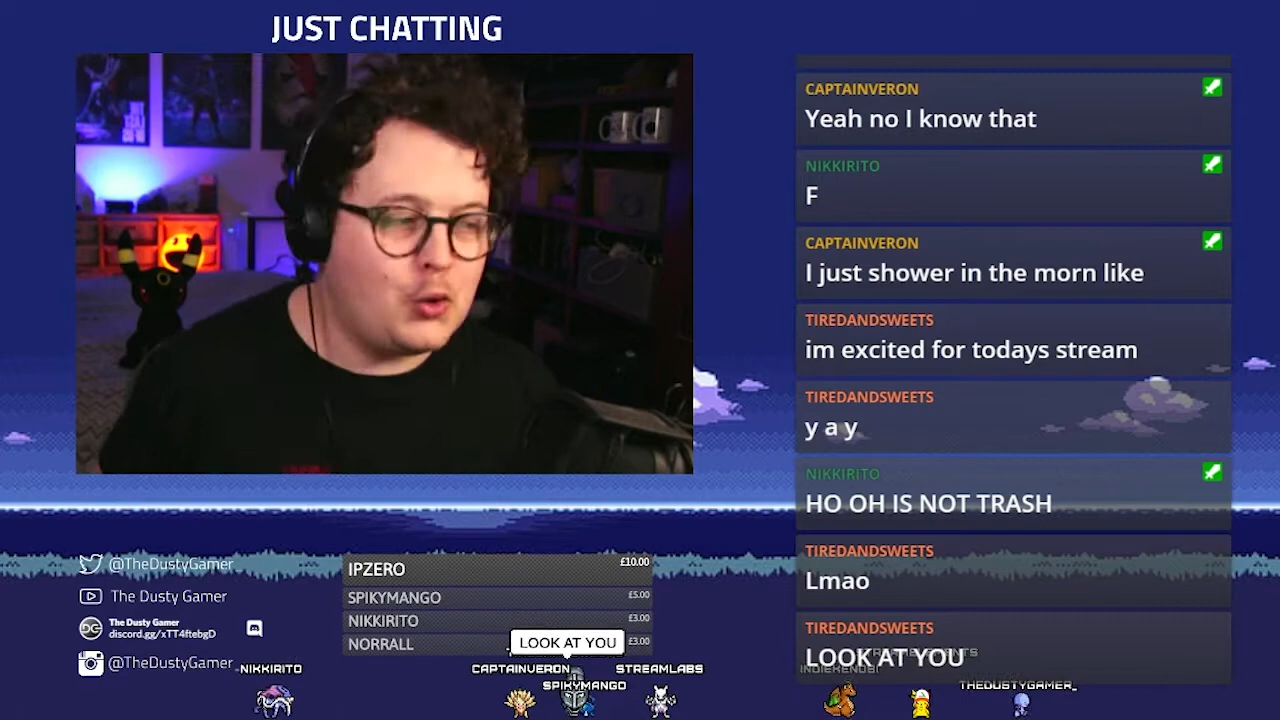 JUST CHATTING
CAPTAINVERON
Yeah no I know that
NIKKIRITO
F
CAPTAINVERON
I just shower in the morn like
TIREDANDSWEETS
im excited for todays stream
TIREDANDSWEETS
y a y
NIKKIRITO
HO OH IS NOT TRASH
TIREDANDSWEETS
Lmao
TIREDANDSWEETS
LOOK AT YOU
@TheDustyGamer_
The Dusty Gamer
The Dusty Gamer
discord.gg/xTT4ftebgD
@TheDustyGamer_
IPZERO £10.00
SPIKYMANGO £5.00
NIKKIRITO £3.00
NORRALL £3.00
LOOK AT YOU
NIKKIRITO
CAPTAINVERON
STREAMLABS
SPIKYMANGO
THEDUSTYGAMER_